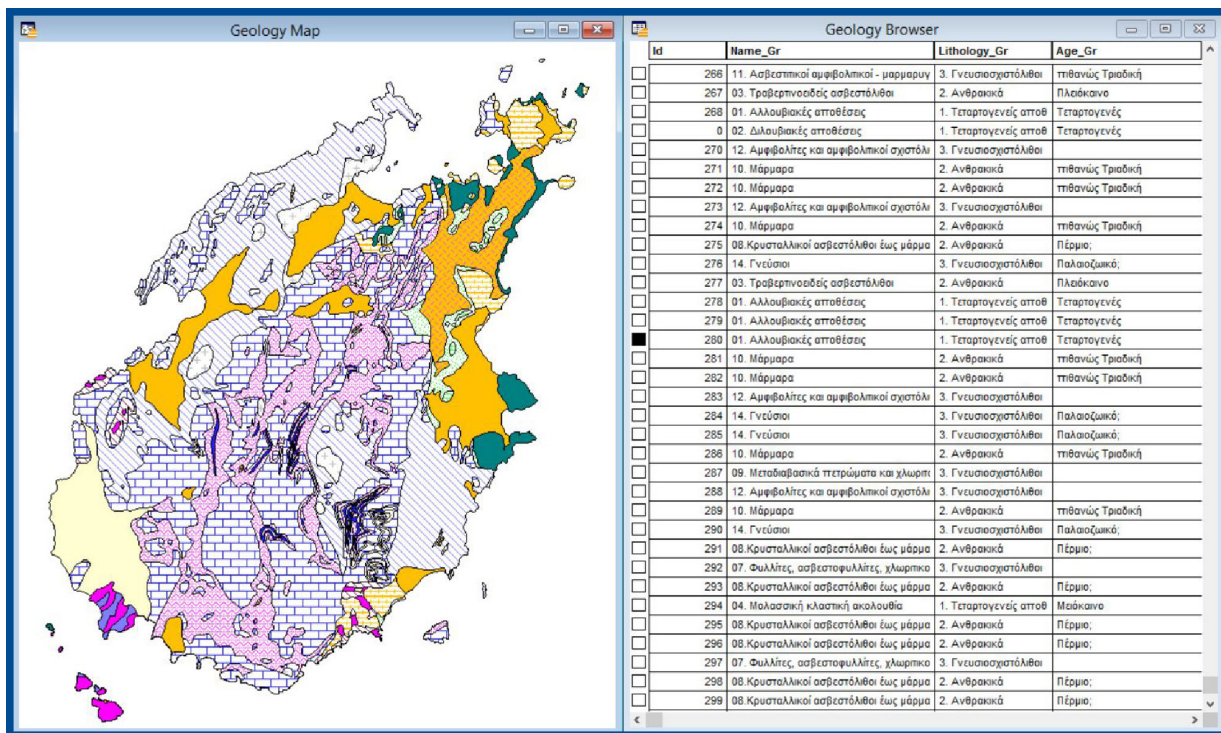 Geology Map
Geology Browser
Id Name_Gr Lithology_Gr Age_Gr
266 11. Ασβεστιτικοί αμφιβολιτικοί - μαρμαρυγ 3. Γνευσιοσχιστόλιθοι πιθανώς Τριαδική
267 03. Τραβερτινοειδείς ασβεστόλιθοι 2. Ανθρακικά Πλειόκαινο
268 01. Αλλουβιακές αποθέσεις 1. Τεταρτογενείς αποθ Τεταρτογενές
0 02. Διλουβιακές αποθέσεις 1. Τεταρτογενείς αποθ Τεταρτογενές
270 12. Αμφιβολίτες και αμφιβολιτικοί σχιστόλι 3. Γνευσιοσχιστόλιθοι
271 10. Μάρμαρα 2. Ανθρακικά πιθανώς Τριαδική
272 10. Μάρμαρα 2. Ανθρακικά πιθανώς Τριαδική
273 12. Αμφιβολίτες και αμφιβολιτικοί σχιστόλι 3. Γνευσιοσχιστόλιθοι
274 10. Μάρμαρα 2. Ανθρακικά πιθανώς Τριαδική
275 08.Κρυσταλλικοί ασβεστόλιθοι έως μάρμα 2. Ανθρακικά Πέρμιο;
276 14. Γνεύσιοι 3. Γνευσιοσχιστόλιθοι Παλαιοζωικό;
277 03. Τραβερτινοειδείς ασβεστόλιθοι 2. Ανθρακικά Πλειόκαινο
278 01. Αλλουβιακές αποθέσεις 1. Τεταρτογενείς αποθ Τεταρτογενές
279 01. Αλλουβιακές αποθέσεις 1. Τεταρτογενείς αποθ Τεταρτογενές
280 01. Αλλουβιακές αποθέσεις 1. Τεταρτογενείς αποθ Τεταρτογενές
281 10. Μάρμαρα 2. Ανθρακικά πιθανώς Τριαδική
282 10. Μάρμαρα 2. Ανθρακικά πιθανώς Τριαδική
283 12. Αμφιβολίτες και αμφιβολιτικοί σχιστόλι 3. Γνευσιοσχιστόλιθοι
284 14. Γνεύσιοι 3. Γνευσιοσχιστόλιθοι Παλαιοζωικό;
285 14. Γνεύσιοι 3. Γνευσιοσχιστόλιθοι Παλαιοζωικό;
286 10. Μάρμαρα 2. Ανθρακικά πιθανώς Τριαδική
287 09. Μεταδιαβασικά πετρώματα και χλωριτο 3. Γνευσιοσχιστόλιθοι
288 12. Αμφιβολίτες και αμφιβολιτικοί σχιστόλι 3. Γνευσιοσχιστόλιθοι
289 10. Μάρμαρα 2. Ανθρακικά πιθανώς Τριαδική
290 14. Γνεύσιοι 3. Γνευσιοσχιστόλιθοι Παλαιοζωικό;
291 08.Κρυσταλλικοί ασβεστόλιθοι έως μάρμα 2. Ανθρακικά Πέρμιο;
292 07. Φυλλίτες, ασβεστοφυλλίτες, χλωριτικο 3. Γνευσιοσχιστόλιθοι
293 08.Κρυσταλλικοί ασβεστόλιθοι έως μάρμα 2. Ανθρακικά Πέρμιο;
294 04. Μολασσική κλαστική ακολουθία 1. Τεταρτογενείς αποθ Μειόκαινο
295 08.Κρυσταλλικοί ασβεστόλιθοι έως μάρμα 2. Ανθρακικά Πέρμιο;
296 08.Κρυσταλλικοί ασβεστόλιθοι έως μάρμα 2. Ανθρακικά Πέρμιο;
297 07. Φυλλίτες, ασβεστοφυλλίτες, χλωριτικο 3. Γνευσιοσχιστόλιθοι
298 08.Κρυσταλλικοί ασβεστόλιθοι έως μάρμα 2. Ανθρακικά Πέρμιο;
299 08.Κρυσταλλικοί ασβεστόλιθοι έως μάρμα 2. Ανθρακικά Πέρμιο;